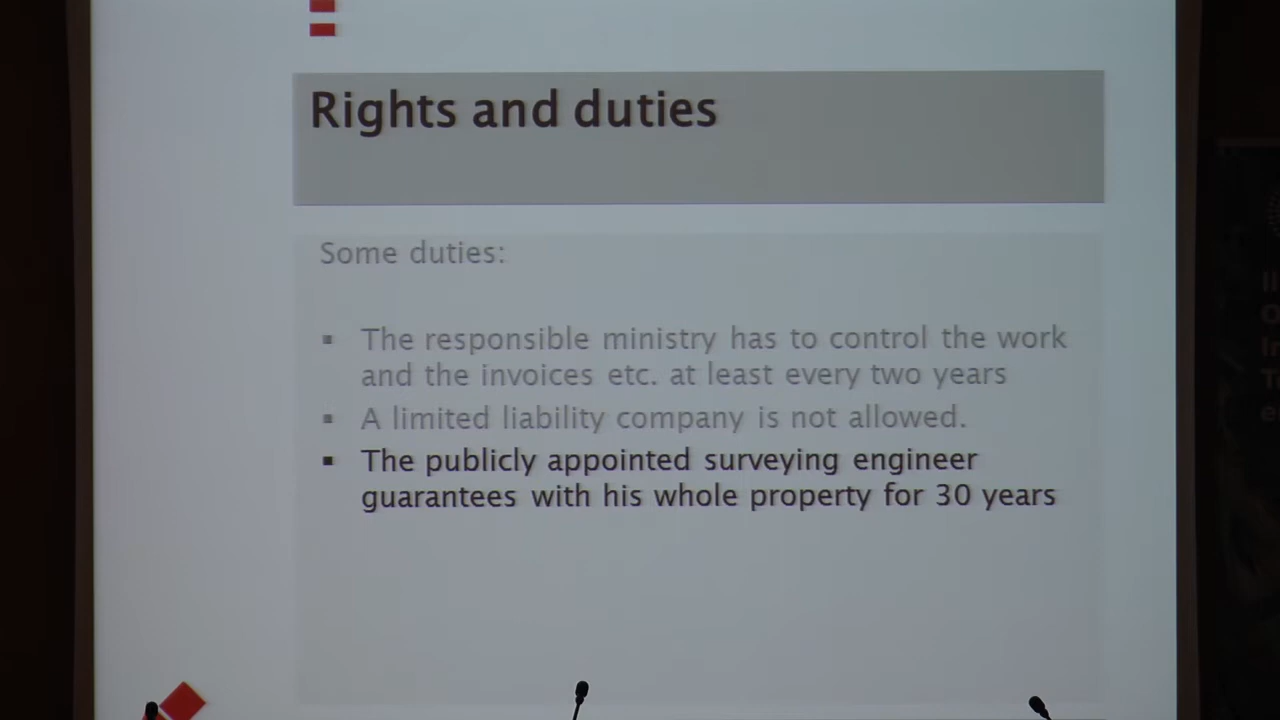 Rights and duties
Some duties:
▪ The responsible ministry has to control the work
and the invoices etc. at least every two years
▪ A limited liability company is not allowed.
▪ The publicly appointed surveying engineer
guarantees with his whole property for 30 years